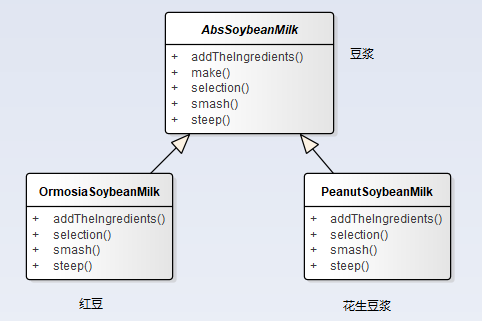 AbsSoybeanMilk
+ addTheIngredients()
+ make()
+ selection()
+ smash()
+ steep()
豆浆
OrmosiaSoybeanMilk
+ addTheIngredients()
+ selection()
+ smash()
+ steep()
红豆
PeanutSoybeanMilk
+ addTheIngredients()
+ selection()
+ smash()
+ steep()
花生豆浆